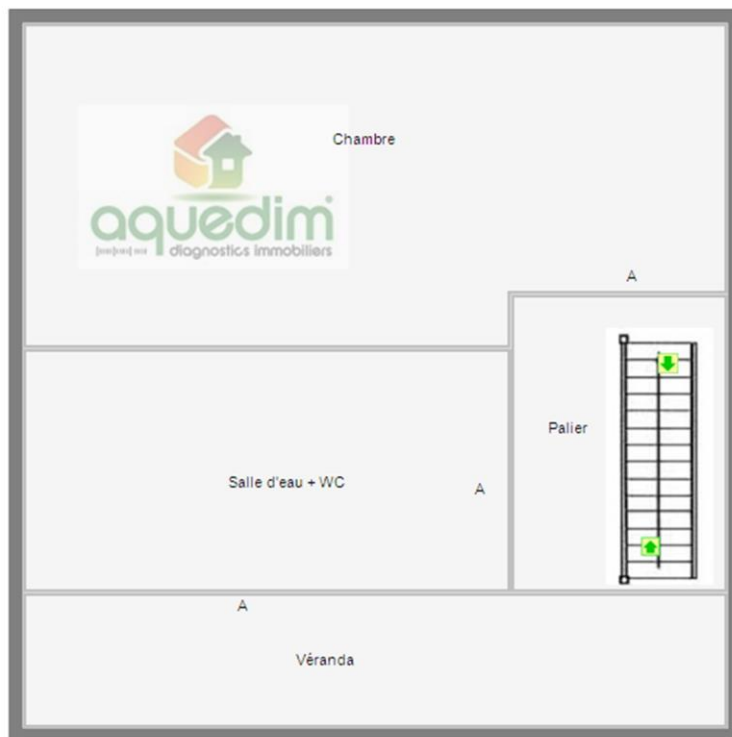 Chambre
aquedim
diagnostics immobiliers
A
Palier
Salle d'eau + WC
A
A
Véranda